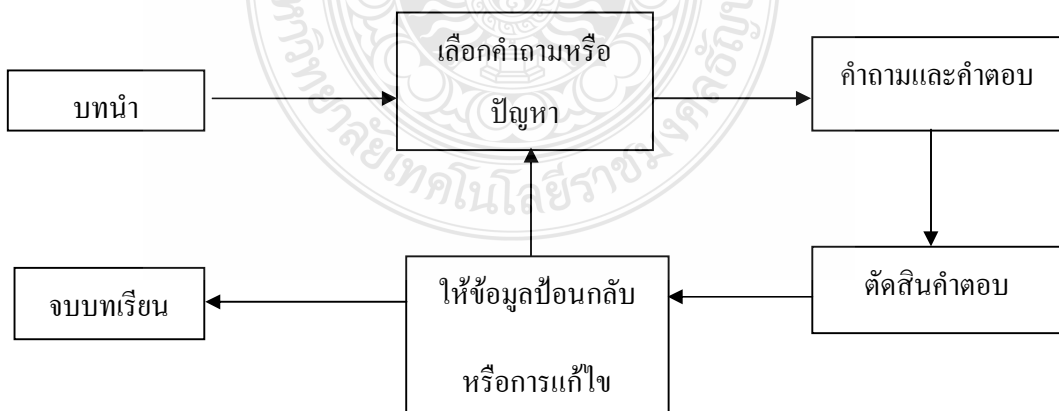 บทนำ
เลือกคำถามหรือ
ปัญหา
คำถามและคำตอบ
ตัดสินคำตอบ
ให้ข้อมูลป้อนกลับ
หรือการแก้ไข
จบบทเรียน